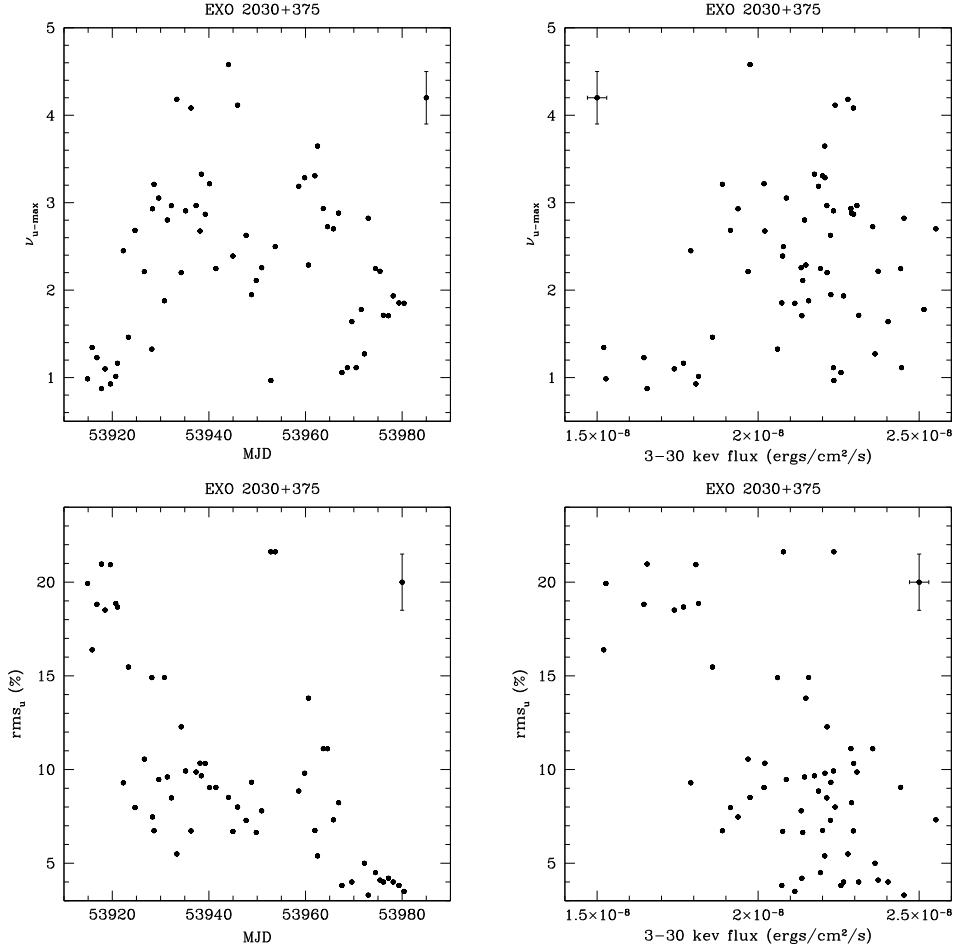 EXO 2030+375
5
4
3
2
1
ν_u−max
53920 53940 53960 53980
MJD
EXO 2030+375
5
4
3
2
1
ν_u−max
1.5×10⁻⁸ 2×10⁻⁸ 2.5×10⁻⁸
3−30 kev flux (ergs/cm²/s)
EXO 2030+375
20
15
10
5
rms_u (%)
53920 53940 53960 53980
MJD
EXO 2030+375
20
15
10
5
rms_u (%)
1.5×10⁻⁸ 2×10⁻⁸ 2.5×10⁻⁸
3−30 kev flux (ergs/cm²/s)